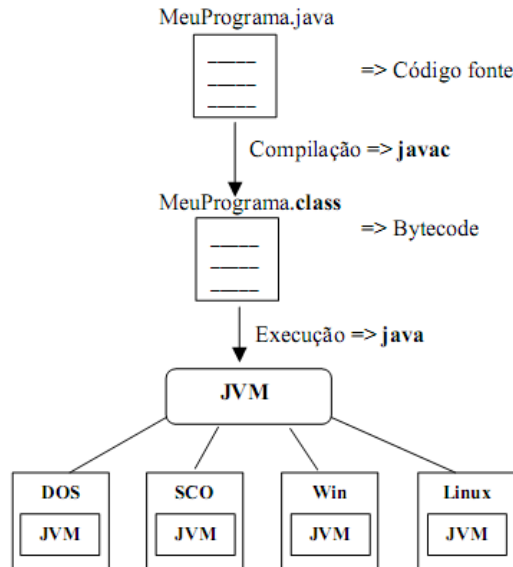 MeuPrograma.java
=> Código fonte
Compilação => javac
MeuPrograma.class
=> Bytecode
Execução => java
JVM
DOS SCO Win Linux
JVM JVM JVM JVM